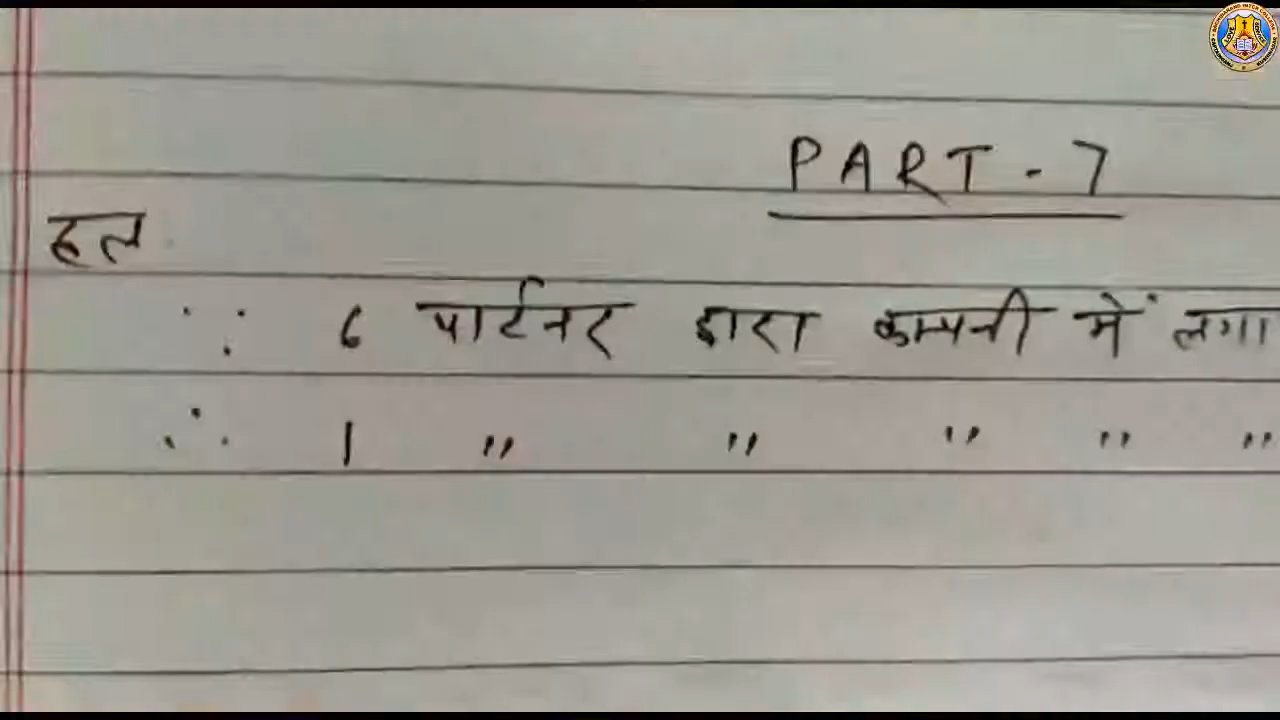 PART - 7
हल
∵ 6 पार्टनर द्वारा कम्पनी में लगा
∴ 1 " " " " "